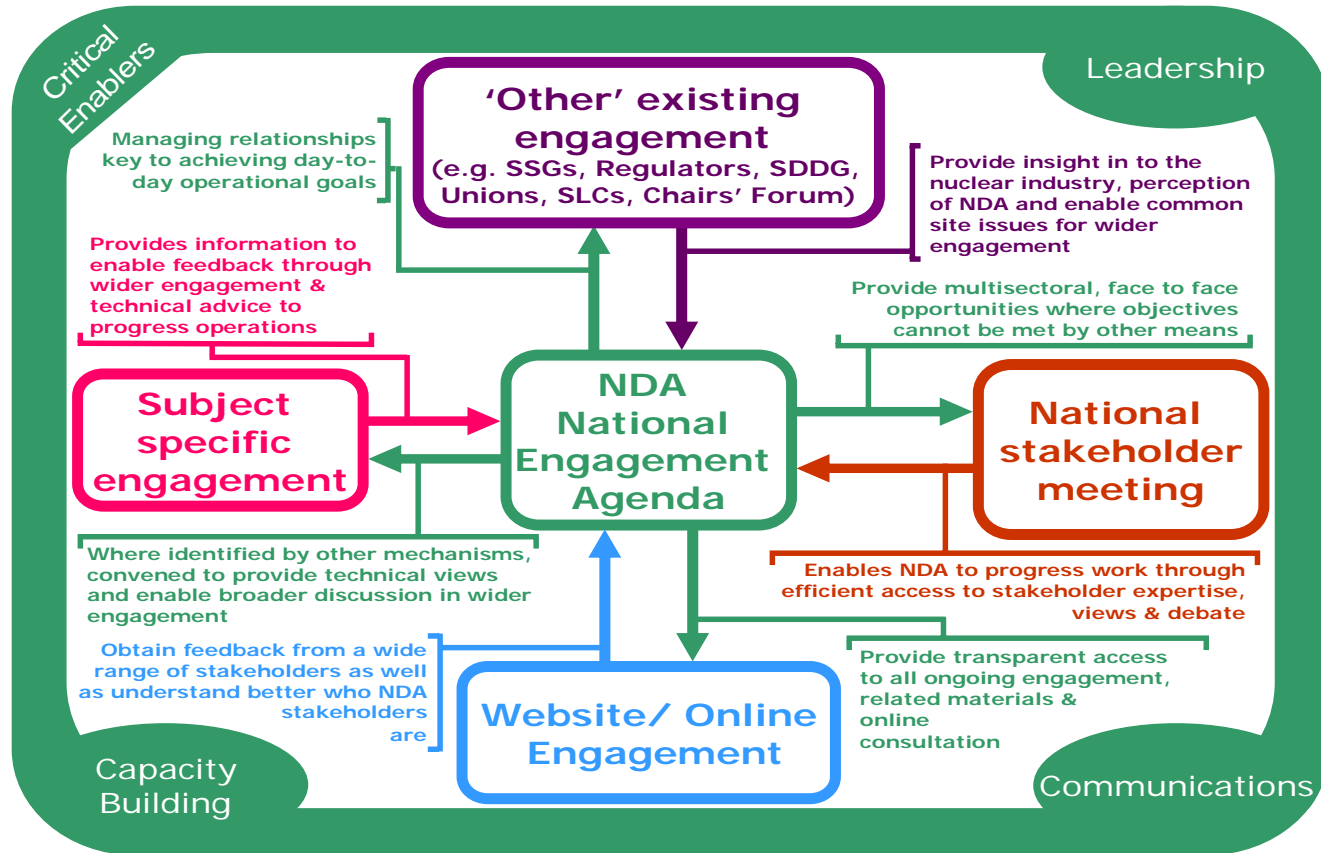 Critical
Enablers
Leadership
‘Other’ existing
engagement
(e.g. SSGs, Regulators, SDDG,
Unions, SLCs, Chairs’ Forum)
Managing relationships
key to achieving day-to-
day operational goals
Provide insight in to the
nuclear industry, perception
of NDA and enable common
site issues for wider
engagement
Provides information to
enable feedback through
wider engagement &
technical advice to
progress operations
Provide multisectoral, face to face
opportunities where objectives
cannot be met by other means
Subject
specific
engagement
NDA
National
Engagement
Agenda
National
stakeholder
meeting
Where identified by other mechanisms,
convened to provide technical views
and enable broader discussion in wider
engagement
Enables NDA to progress work through
efficient access to stakeholder expertise,
views & debate
Obtain feedback from a wide
range of stakeholders as well
as understand better who NDA
stakeholders
are
Website/ Online
Engagement
Provide transparent access
to all ongoing engagement,
related materials &
online
consultation
Capacity
Building
Communications